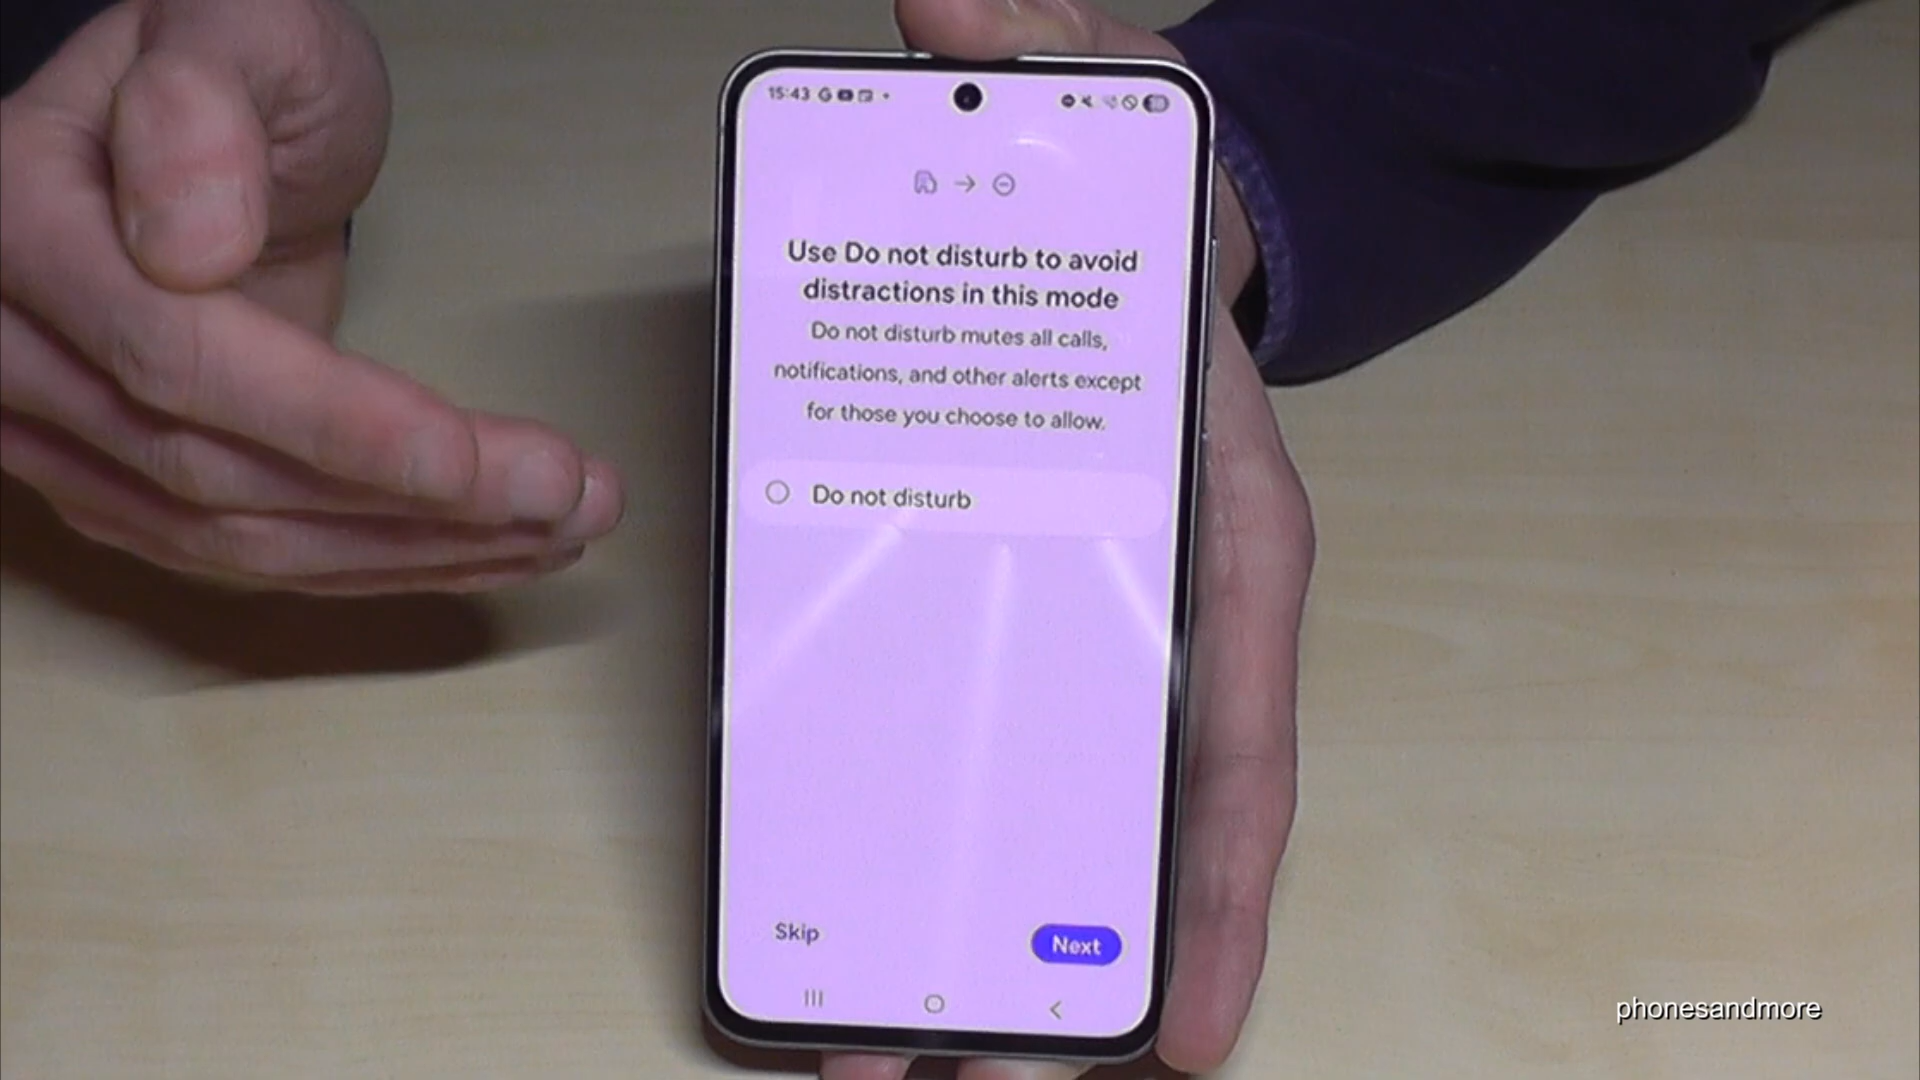 15:43
Use Do not disturb to avoid
distractions in this mode
Do not disturb mutes all calls,
notifications, and other alerts except
for those you choose to allow.
Do not disturb
Skip
Next
phonesandmore